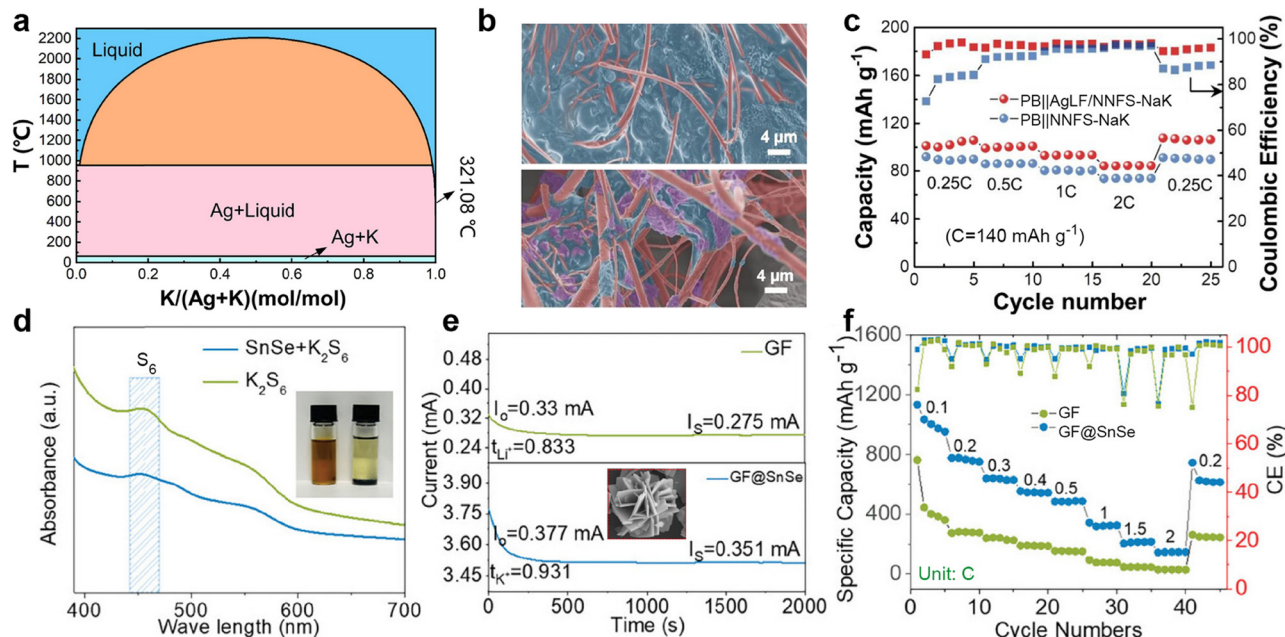 a
2200
2000
1800
1600
1400
1200
1000
800
600
400
200
0
T (℃)
Liquid
Ag+Liquid
Ag+K
321.08 ℃
0.0 0.2 0.4 0.6 0.8 1.0
K/(Ag+K)(mol/mol)
b
4 μm
4 μm
c
Capacity (mAh g⁻¹)
200
160
120
80
40
0
PB||AgLF/NNFS-NaK
PB||NNFS-NaK
0.25C 0.5C 1C 2C 0.25C
(C=140 mAh g⁻¹)
0 5 10 15 20 25
Cycle number
100
80
60
40
20
0
Coulombic Efficiency (%)
d
Absorbance (a.u.)
S₆
SnSe+K₂S₆
K₂S₆
400 500 600 700
Wave length (nm)
e
Current (mA)
0.48
0.40
0.32
0.24
3.90
3.75
3.60
3.45
GF
Iₒ=0.33 mA
I_S=0.275 mA
t_Li⁺=0.833
GF@SnSe
Iₒ=0.377 mA
I_S=0.351 mA
t_K⁺=0.931
0 500 1000 1500 2000
Time (s)
f
Specific Capacity (mAh g⁻¹)
1600
1200
800
400
0
0.1
0.2
0.3
0.4
0.5
1
1.5
2
0.2
GF
GF@SnSe
Unit: C
0 10 20 30 40
Cycle Numbers
100
80
60
40
20
0
CE (%)